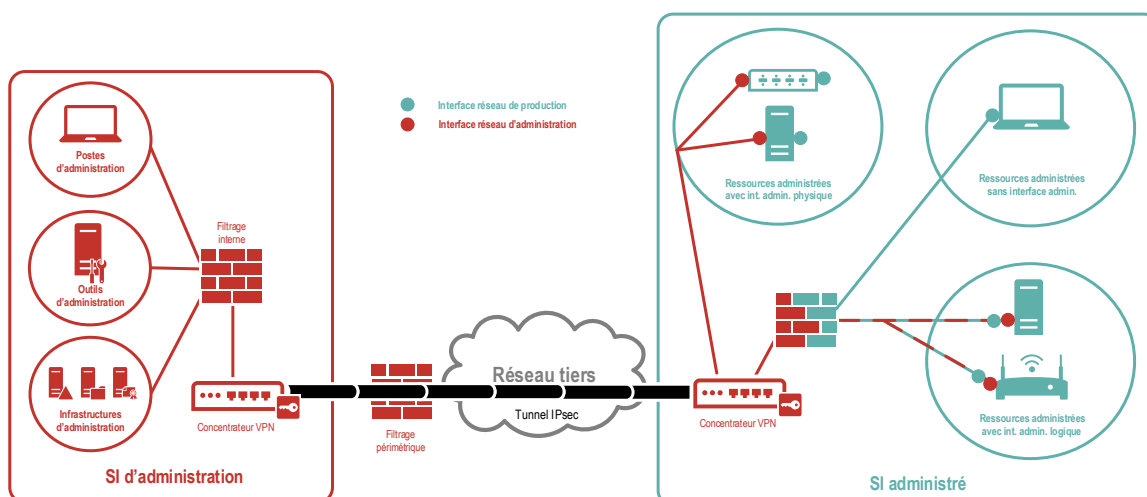 Postes
d'administration
Outils
d'administration
Infrastructures
d'administration
Filtrage
interne
Concentrateur VPN
SI d'administration
Interface réseau de production
Interface réseau d'administration
Filtrage
périmétrique
Réseau tiers
Tunnel IPsec
Ressources administrées
avec int. admin. physique
Ressources administrées
sans interface admin.
Concentrateur VPN
Ressources administrées
avec int. admin. logique
SI administré